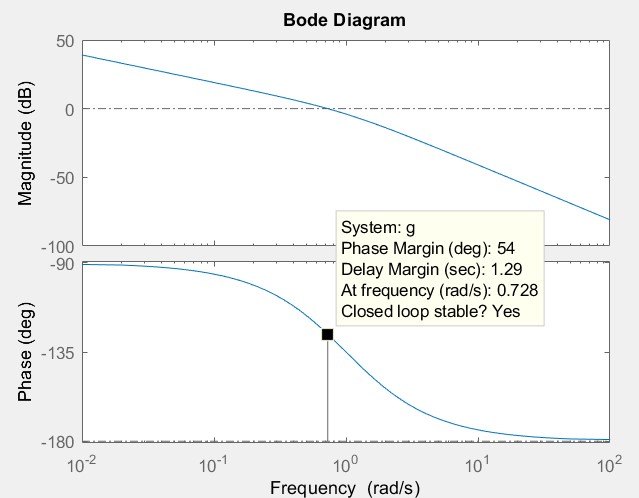 Bode Diagram
50
0
-50
-100
Magnitude (dB)
System: g
Phase Margin (deg): 54
Delay Margin (sec): 1.29
At frequency (rad/s): 0.728
Closed loop stable? Yes
-90
-135
-180
Phase (deg)
10^-2
10^-1
10^0
10^1
10^2
Frequency (rad/s)